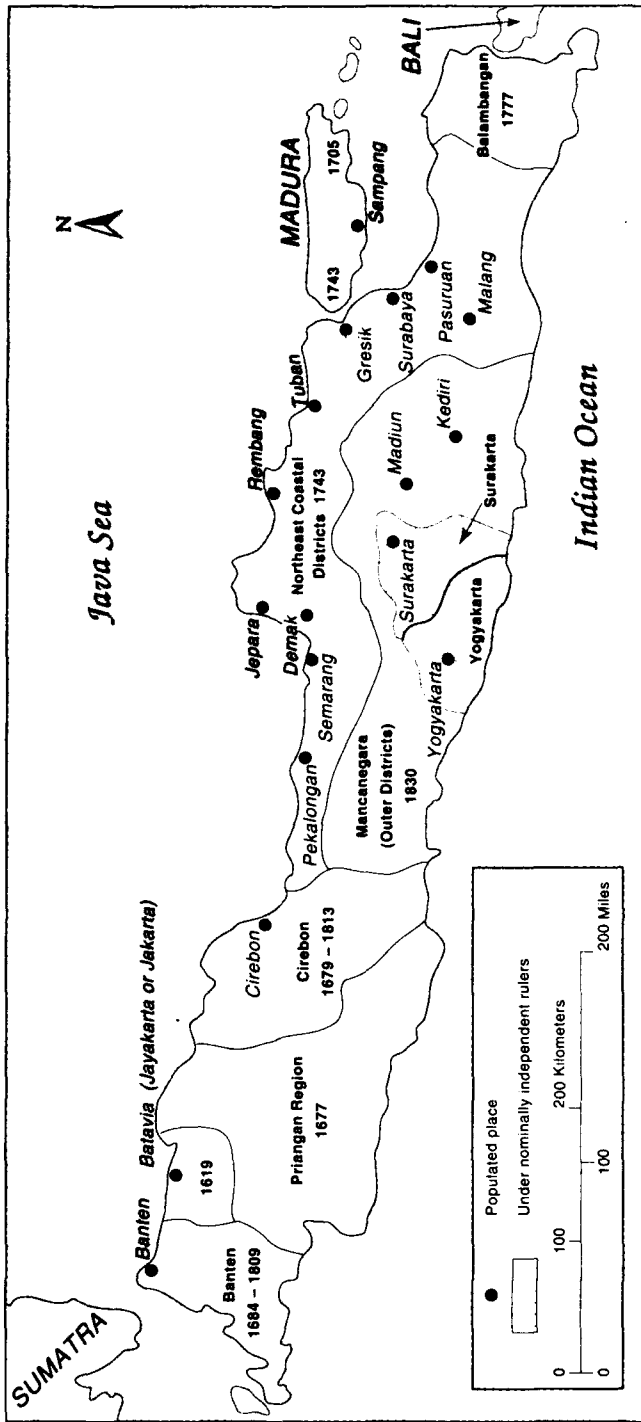 N
Java Sea
Indian Ocean
SUMATRA
Banten
Banten
1684 – 1809
Batavia (Jayakarta or Jakarta)
1619
Priangan Region
1677
Cirebon
Cirebon
1679 – 1813
Pekalongan
Semarang
Demak
Jepara
Rembang
Northeast Coastal
Districts 1743
Tuban
Mancanegara
(Outer Districts)
1830
Yogyakarta
Yogyakarta
Surakarta
Surakarta
Madiun
Kediri
Gresik
Surabaya
Pasuruan
Malang
MADURA
1743
1705
Sampang
Balambangan
1777
BALI
Populated place
Under nominally independent rulers
0 100 200 Kilometers
0 100 200 Miles